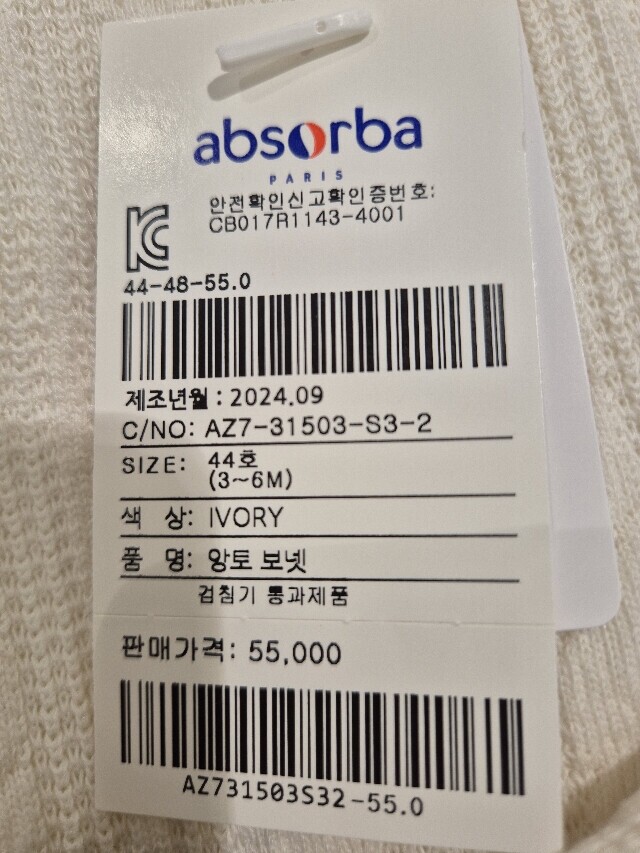 absorba
PARIS
안전확인신고확인증번호:
CB017R1143-4001
44-48-55.0
제조년월 : 2024.09
C/NO: AZ7-31503-S3-2
SIZE: 44호
(3~6M)
색 상: IVORY
품 명: 앙토 보넷
검침기 통과제품
판매가격: 55,000
AZ731503S32-55.0